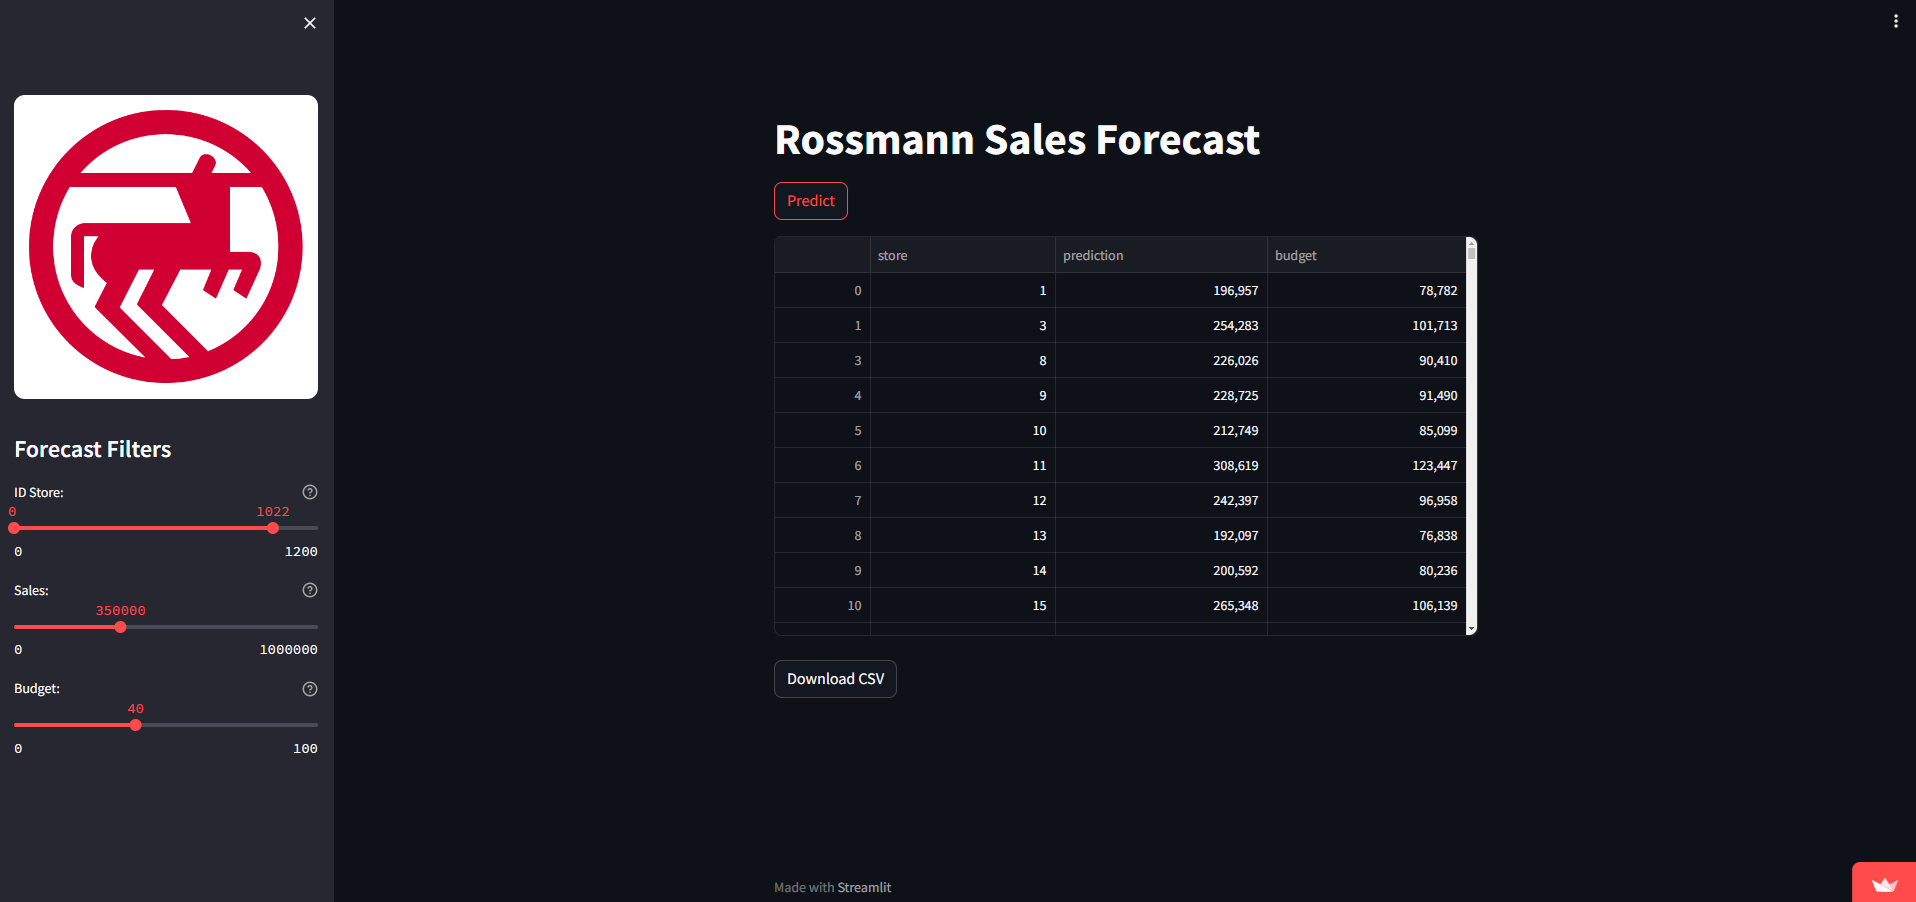 Forecast Filters
ID Store:
0 1022
0 1200
Sales:
350000
0 1000000
Budget:
40
0 100
Rossmann Sales Forecast
Predict
store prediction budget
0 1 196,957 78,782
1 3 254,283 101,713
3 8 226,026 90,410
4 9 228,725 91,490
5 10 212,749 85,099
6 11 308,619 123,447
7 12 242,397 96,958
8 13 192,097 76,838
9 14 200,592 80,236
10 15 265,348 106,139
Download CSV
Made with Streamlit